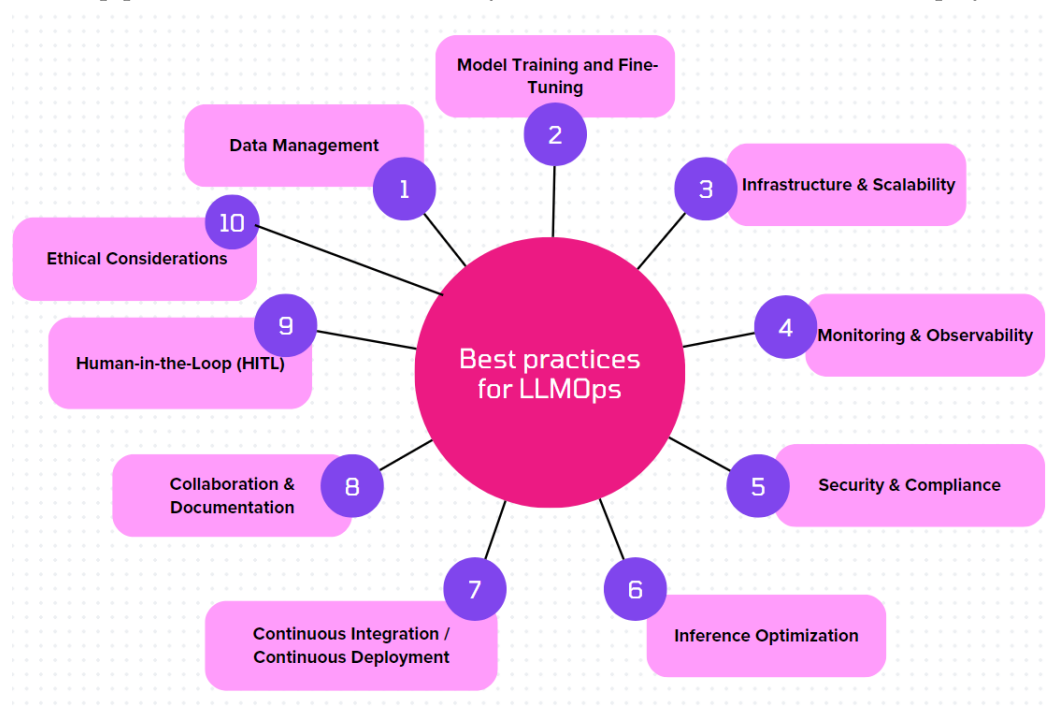 Best practices
for LLMOps
1
Data Management
2
Model Training and Fine-
Tuning
3
Infrastructure & Scalability
4
Monitoring & Observability
5
Security & Compliance
6
Inference Optimization
7
Continuous Integration /
Continuous Deployment
8
Collaboration &
Documentation
9
Human-in-the-Loop (HITL)
10
Ethical Considerations